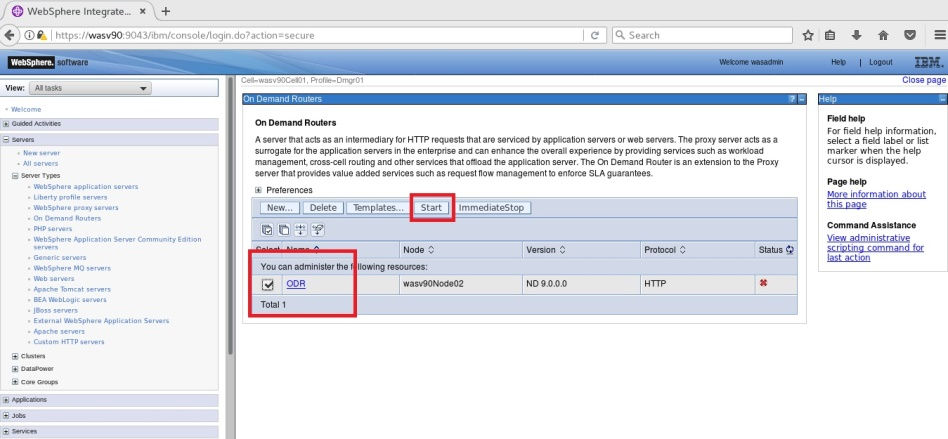 WebSphere Integrate...
https://wasv90:9043/ibm/console/login.do?action=secure
Search
WebSphere. software
Welcome wasadmin
Help | Logout
IBM.
View: All tasks
Cell=wasv90Cell01, Profile=Dmgr01
Close page
Welcome
Guided Activities
Servers
New server
All servers
Server Types
WebSphere application servers
Liberty profile servers
WebSphere proxy servers
On Demand Routers
PHP servers
WebSphere Application Server Community Edition
servers
Generic servers
WebSphere MQ servers
Web servers
Apache Tomcat servers
BEA WebLogic servers
JBoss servers
External WebSphere Application Servers
Apache servers
Custom HTTP servers
Clusters
DataPower
Core Groups
Applications
Jobs
Services
On Demand Routers
On Demand Routers
A server that acts as an intermediary for HTTP requests that are serviced by application servers or web servers. The proxy server acts as a
surrogate for the application servers in the enterprise and can enhance the overall experience by providing services such as workload
management, cross-cell routing and other services that offload the application server. The On Demand Router is an extension to the Proxy
server that provides value added services such as request flow management to enforce SLA guarantees.
Preferences
New... Delete Templates... Start ImmediateStop
Select Name Node Version Protocol Status
You can administer the following resources:
ODR wasv90Node02 ND 9.0.0.0 HTTP
Total 1
Help
Field help
For field help information,
select a field label or list
marker when the help
cursor is displayed.
Page help
More information about
this page
Command Assistance
View administrative
scripting command for
last action